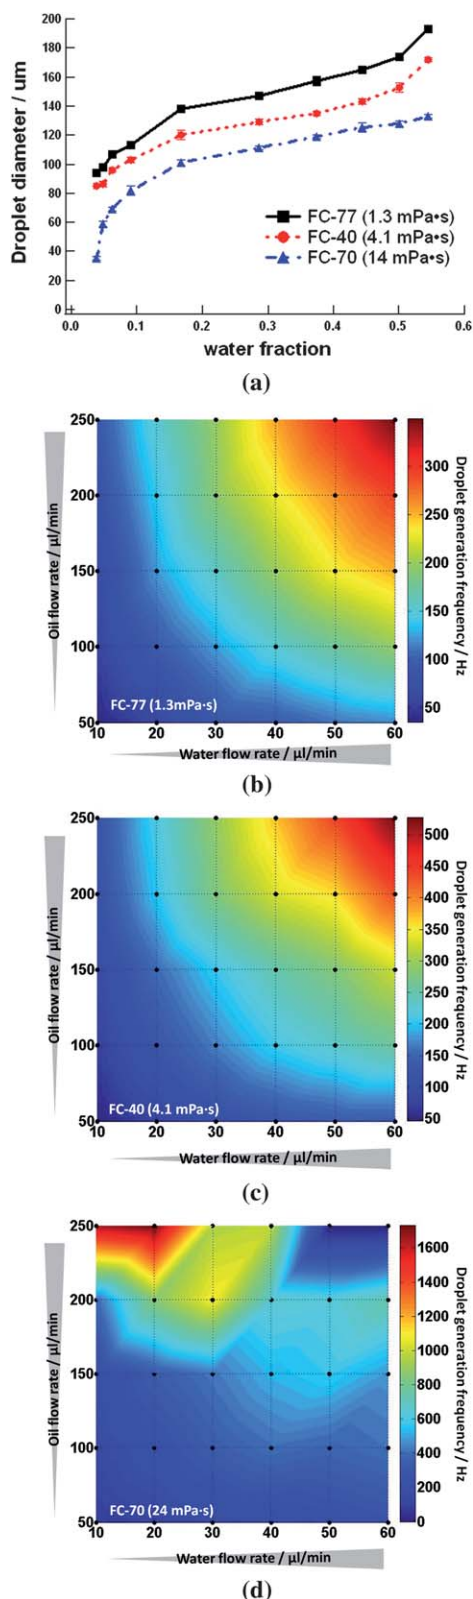 200
180
160
140
120
100
80
60
40
20
0
Droplet diameter / um
FC-77 (1.3 mPa•s)
FC-40 (4.1 mPa•s)
FC-70 (14 mPa•s)
0.0 0.1 0.2 0.3 0.4 0.5 0.6
water fraction
(a)
250
200
150
100
50
Oil flow rate / µl/min
FC-77 (1.3mPa·s)
10 20 30 40 50 60
Water flow rate / µl/min
300
250
200
150
100
50
Droplet generation frequency / Hz
(b)
250
200
150
100
50
Oil flow rate / µl/min
FC-40 (4.1 mPa·s)
10 20 30 40 50 60
Water flow rate / µl/min
500
450
400
350
300
250
200
150
100
50
Droplet generation frequency / Hz
(c)
250
200
150
100
50
Oil flow rate / µl/min
FC-70 (24 mPa·s)
10 20 30 40 50 60
Water flow rate / µl/min
1600
1400
1200
1000
800
600
400
200
0
Droplet generation frequency / Hz
(d)